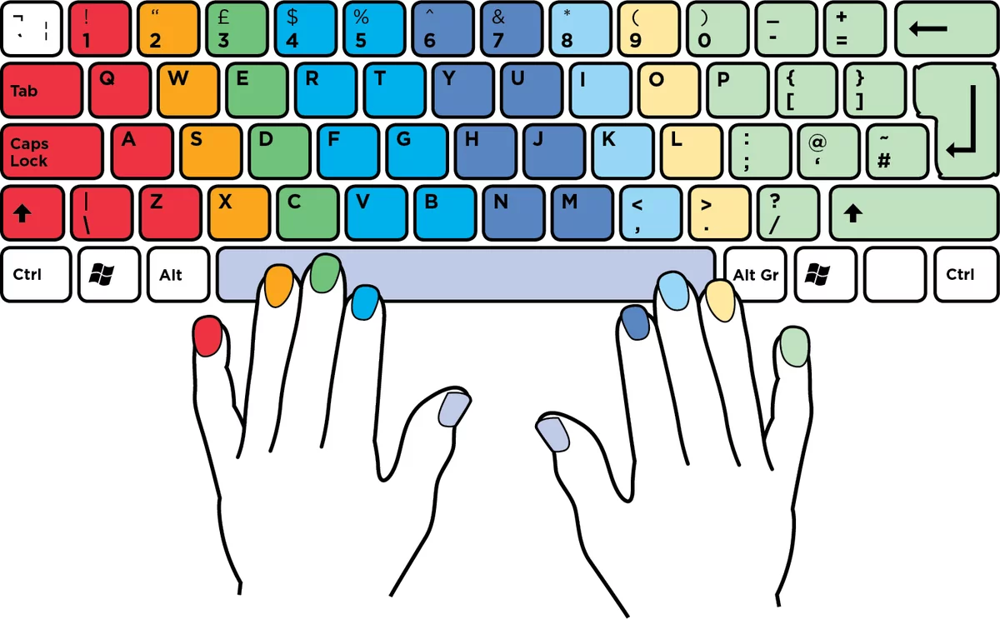 ¬ ! “ £ $ % ^ & * ( ) _ +
` ¦ 1 2 3 4 5 6 7 8 9 0 - =
Tab Q W E R T Y U I O P { }
[ ]
Caps A S D F G H J K L : @ ~
Lock ; ‘ #
| Z X C V B N M < > ?
\ , . /
Ctrl Alt Alt Gr Ctrl